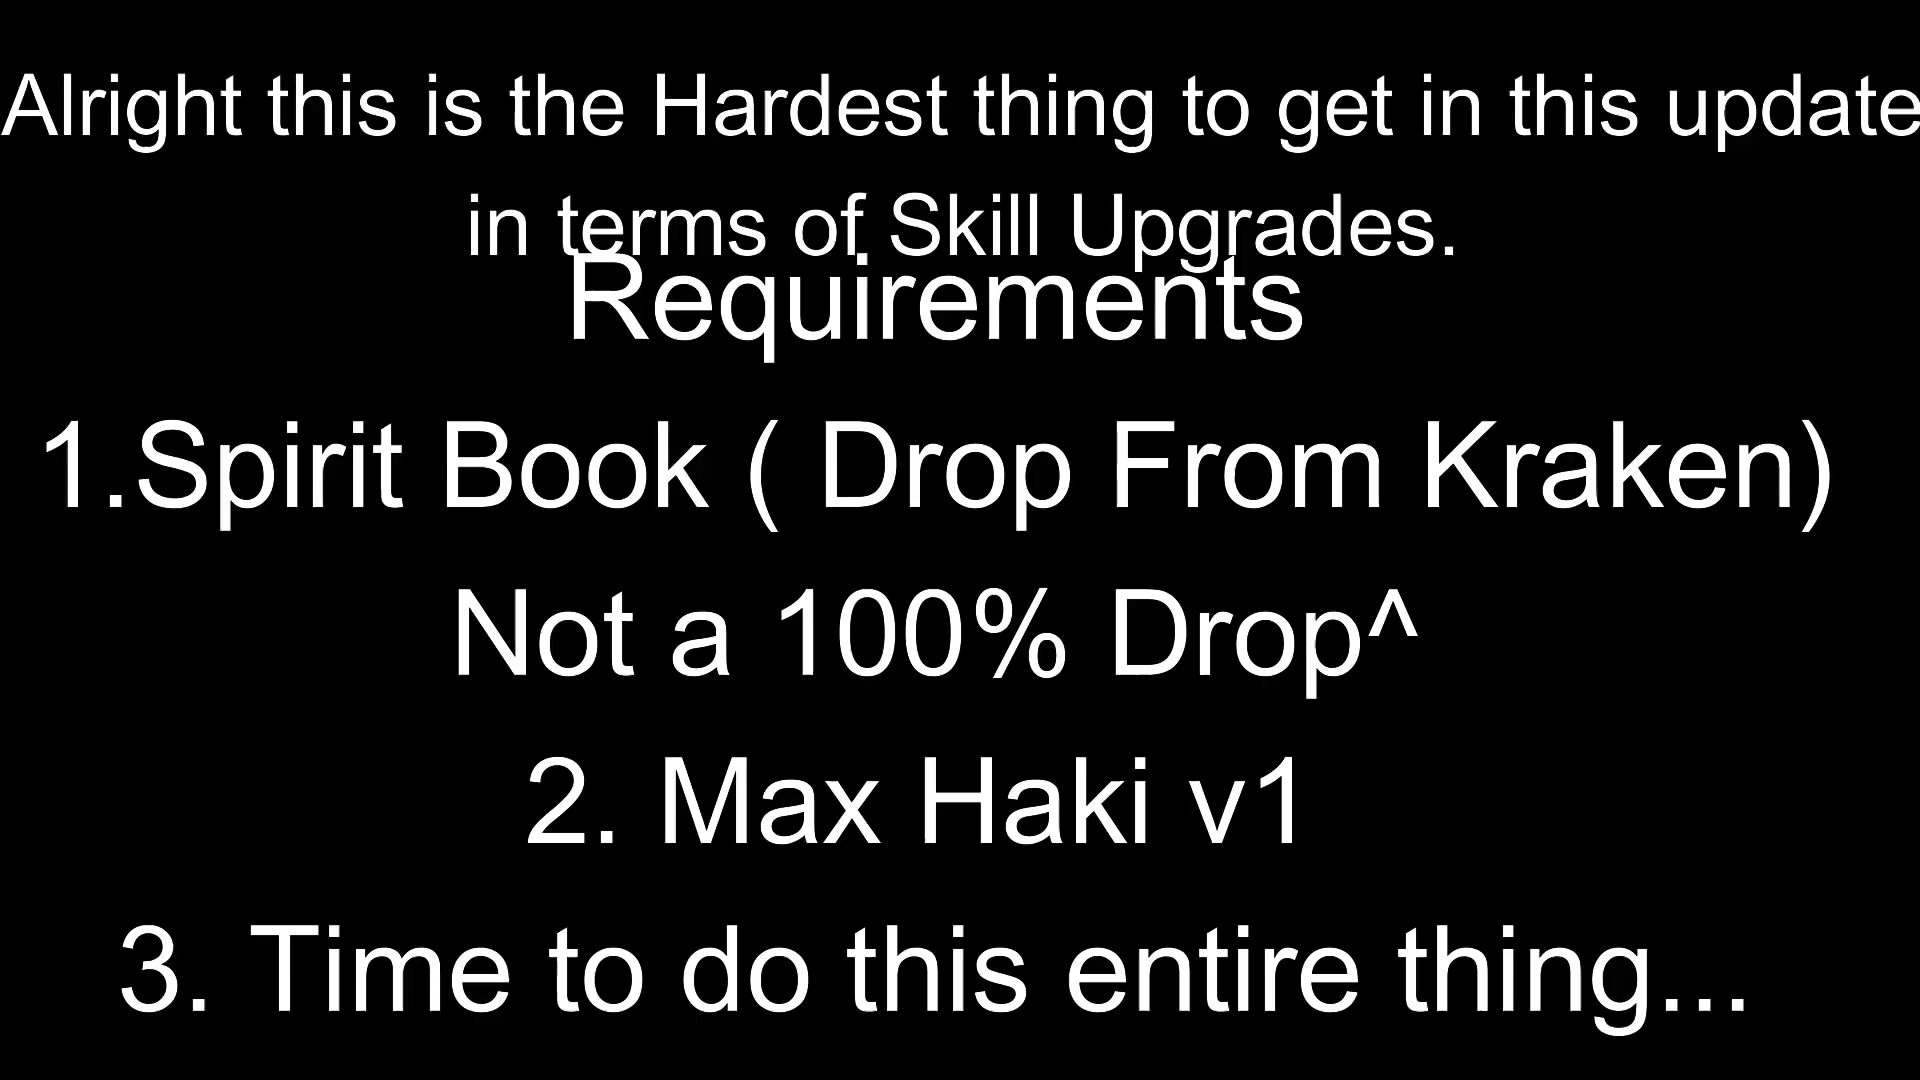 Alright this is the Hardest thing to get in this update
in terms of Skill Upgrades.
Requirements
1.Spirit Book ( Drop From Kraken)
Not a 100% Drop^
2. Max Haki v1
3. Time to do this entire thing...